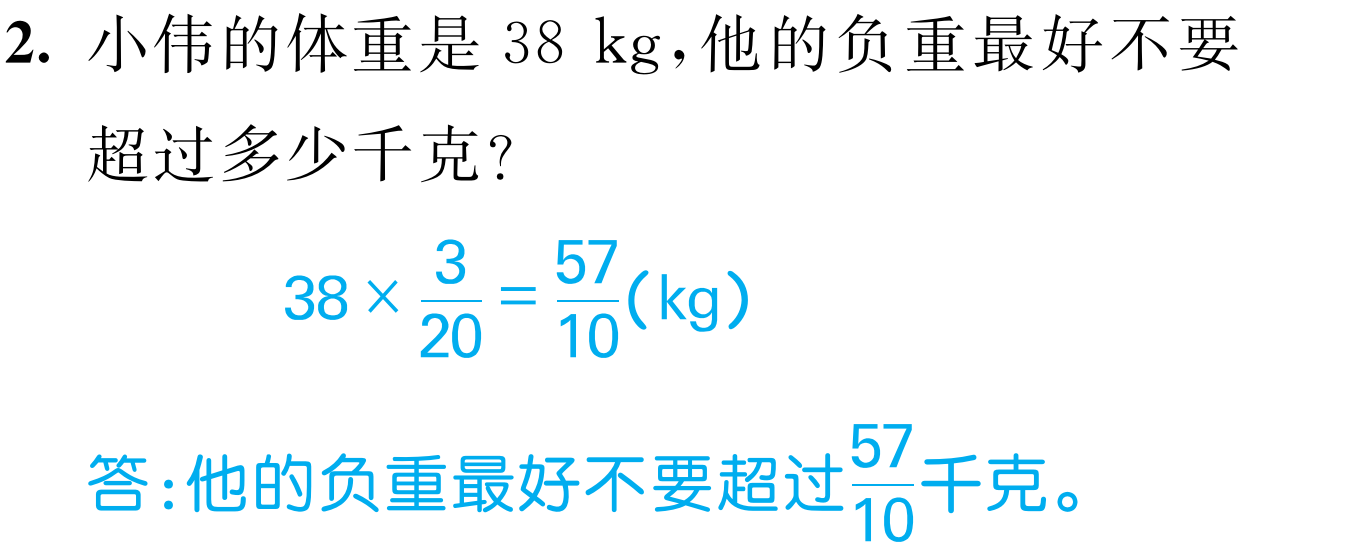 2. 小伟的体重是 38 kg,他的负重最好不要
超过多少千克?
38 × 3/20 = 57/10(kg)
答:他的负重最好不要超过57/10千克。